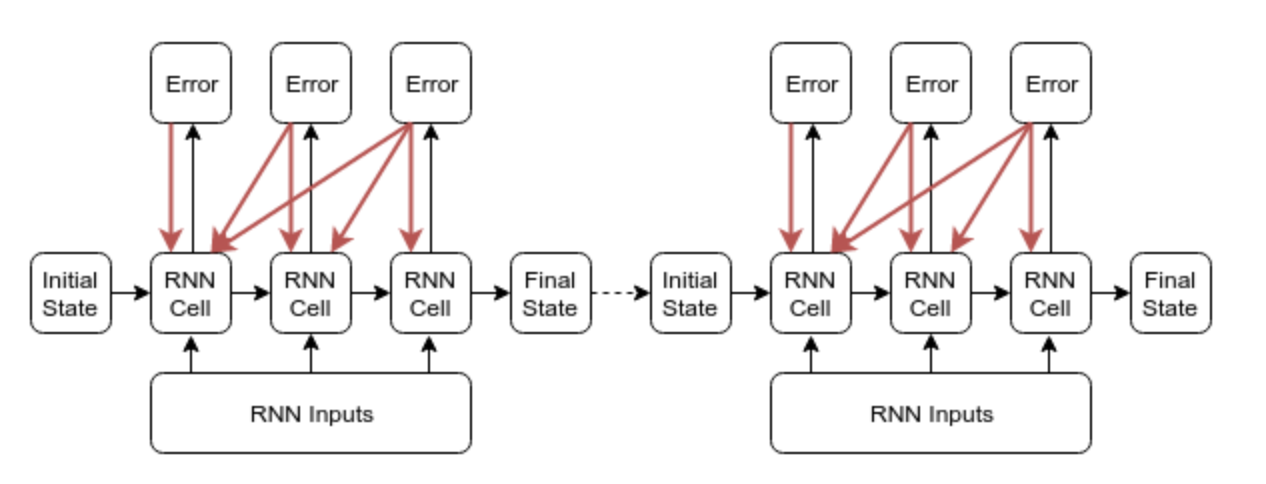 Error
Error
Error
Error
Error
Error
Initial
State
RNN
Cell
RNN
Cell
RNN
Cell
Final
State
Initial
State
RNN
Cell
RNN
Cell
RNN
Cell
Final
State
RNN Inputs
RNN Inputs